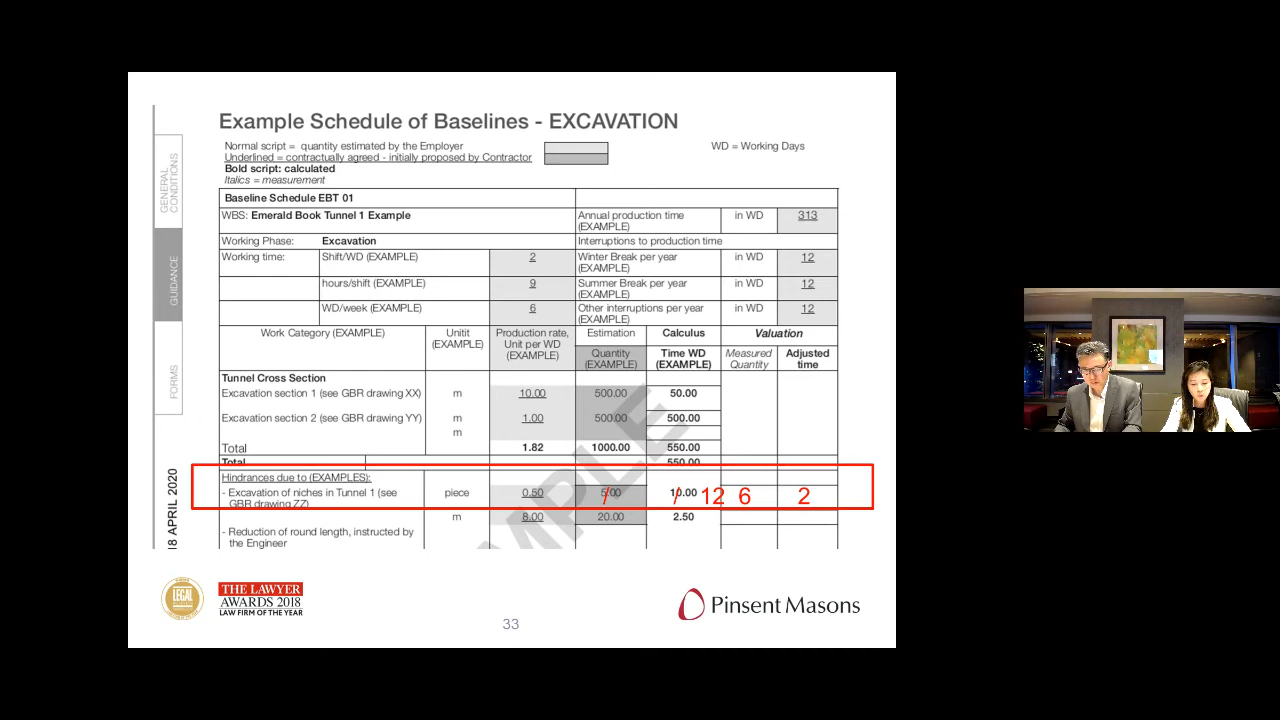 Example Schedule of Baselines - EXCAVATION
Normal script = quantity estimated by the Employer
WD = Working Days
Underlined = contractually agreed - initially proposed by Contractor
Bold script: calculated
Italics = measurement
Baseline Schedule EBT 01
WBS: Emerald Book Tunnel 1 Example
Annual production time (EXAMPLE) in WD 313
Working Phase: Excavation Interruptions to production time
Working time: Shift/WD (EXAMPLE) 2 Winter Break per year (EXAMPLE) in WD 12
hours/shift (EXAMPLE) 9 Summer Break per year (EXAMPLE) in WD 12
WD/week (EXAMPLE) 6 Other interruptions per year (EXAMPLE) in WD 12
Work Category (EXAMPLE) Unitit (EXAMPLE) Production rate, Unit per WD (EXAMPLE) Estimation Calculus Valuation
Quantity (EXAMPLE) Time WD (EXAMPLE) Measured Quantity Adjusted time
Tunnel Cross Section
Excavation section 1 (see GBR drawing XX) m 10.00 500.00 50.00
Excavation section 2 (see GBR drawing YY) m 1.00 500.00 500.00
m
Total 1.82 1000.00 550.00
Total 550.00
Hindrances due to (EXAMPLES):
- Excavation of niches in Tunnel 1 (see GBR drawing ZZ) piece 0.50 5.00 / 10.00 / 12 6 2
m 8.00 20.00 2.50
- Reduction of round length, instructed by the Engineer
GENERAL CONDITIONS
GUIDANCE
FORMS
18 APRIL 2020
LEGAL
THE LAWYER
AWARDS 2018
LAW FIRM OF THE YEAR
Pinsent Masons
33